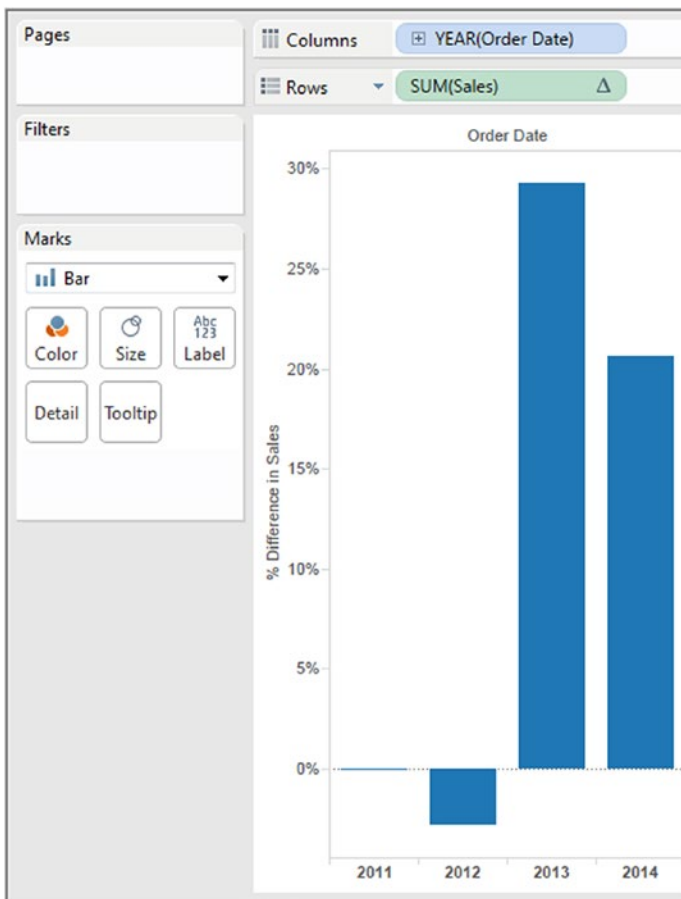 Pages
Columns
YEAR(Order Date)
Rows
SUM(Sales) Δ
Filters
Marks
Bar
Color
Size
Abc
123
Label
Detail
Tooltip
Order Date
% Difference in Sales
30%
25%
20%
15%
10%
5%
0%
2011 2012 2013 2014